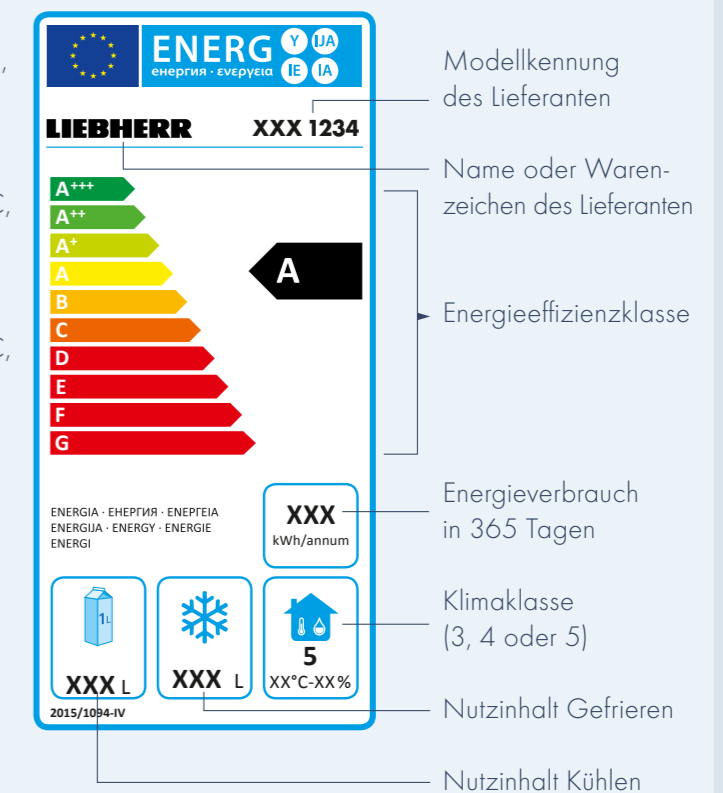 ENERG Y IJA
енергия · ενεργεια IE IA
LIEBHERR XXX 1234
A+++
A++
A+
A
A
B
C
D
E
F
G
ENERGIA · ЕНЕРГИЯ · ΕΝΕΡΓΕΙΑ
ENERGIJA · ENERGY · ENERGIE
ENERGI
XXX
kWh/annum
1L
XXX L
XXX L
5
XX°C-XX%
2015/1094-IV
Modellkennung
des Lieferanten
Name oder Waren-
zeichen des Lieferanten
Energieeffizienzklasse
Energieverbrauch
in 365 Tagen
Klimaklasse
(3, 4 oder 5)
Nutzinhalt Gefrieren
Nutzinhalt Kühlen